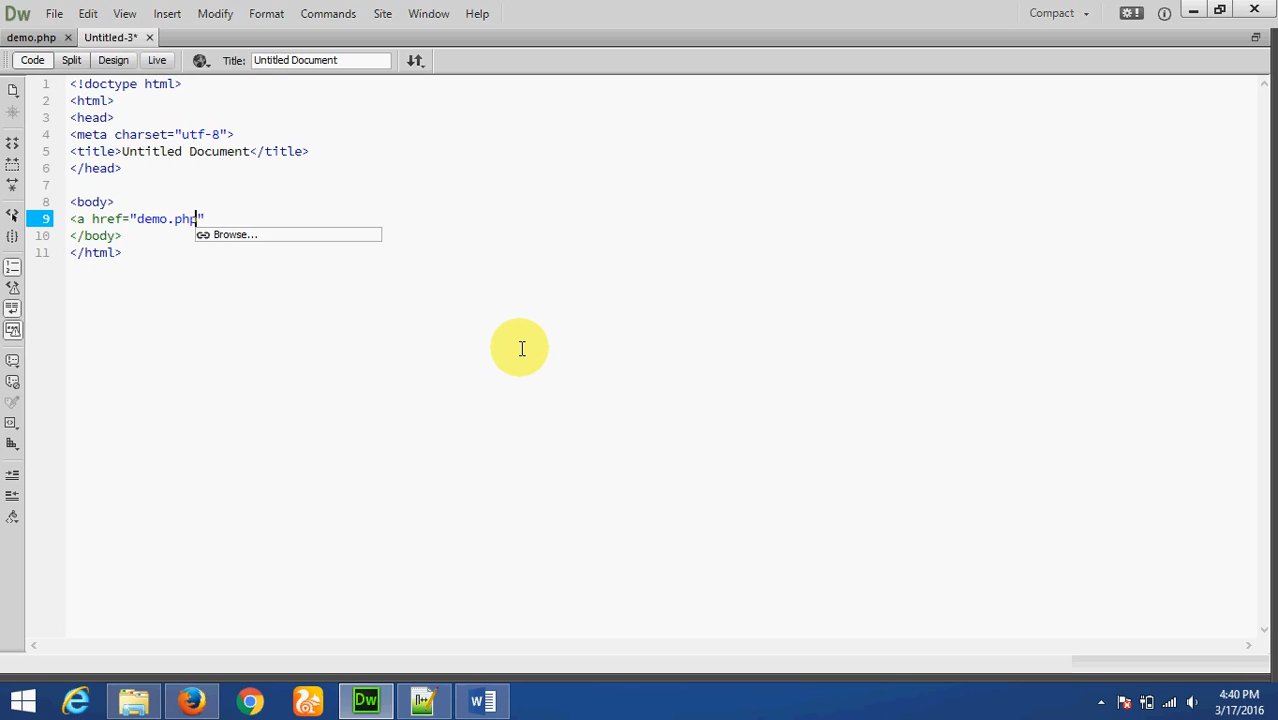 Dw File Edit View Insert Modify Format Commands Site Window Help Compact
demo.php × Untitled-3* ×
Code Split Design Live Title: Untitled Document
1 <!doctype html>
2 <html>
3 <head>
4 <meta charset="utf-8">
5 <title>Untitled Document</title>
6 </head>
7
8 <body>
9 <a href="demo.php"
Browse...
10 </body>
11 </html>
Dw
4:40 PM
3/17/2016